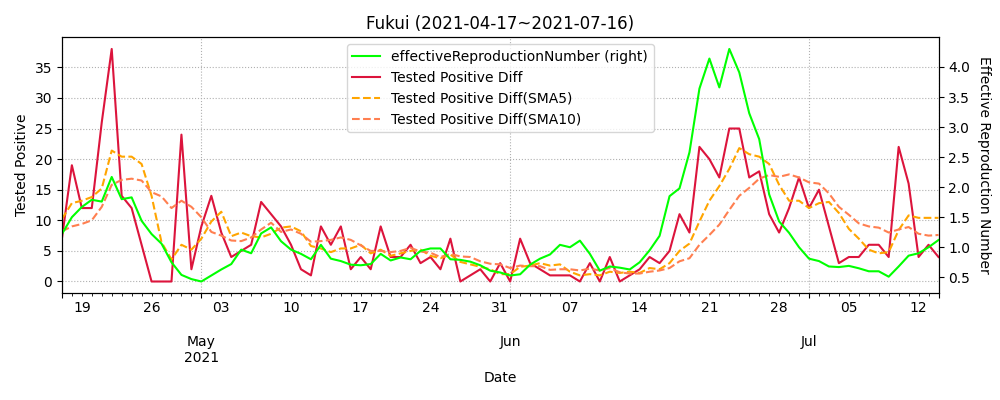 Fukui (2021-04-17~2021-07-16)
effectiveReproductionNumber (right)
Tested Positive Diff
Tested Positive Diff(SMA5)
Tested Positive Diff(SMA10)
Tested Positive
35
30
25
20
15
10
5
0
4.0
3.5
3.0
2.5
2.0
1.5
1.0
0.5
Effective Reproduction Number
19 26 03 10 17 24 31 07 14 21 28 05 12
May Jun Jul
2021
Date